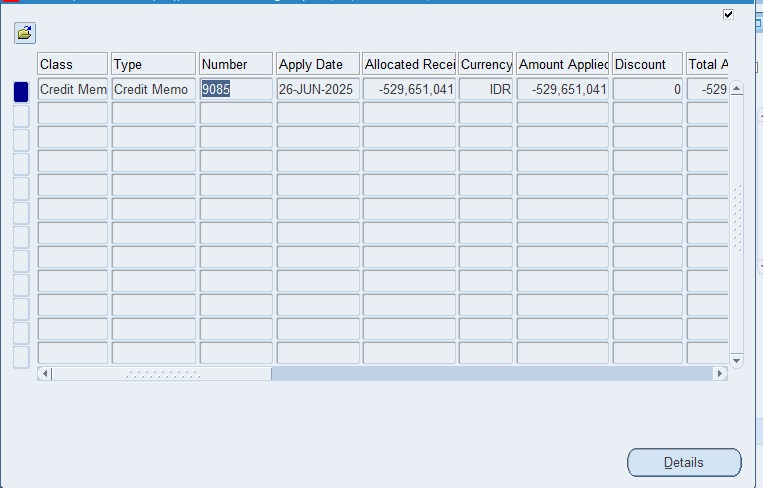 Class Type Number Apply Date Allocated Recei Currency Amount Applied Discount Total A
Credit Mem Credit Memo 9085 26-JUN-2025 -529,651,041 IDR -529,651,041 0 -529
Details